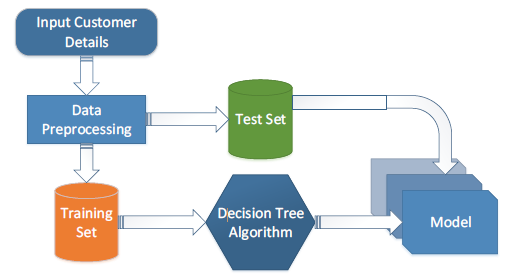 Input Customer
Details
Data
Preprocessing
Test Set
Training
Set
Decision Tree
Algorithm
Model